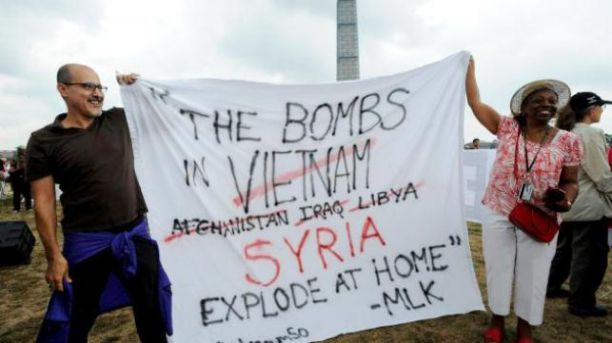 "THE BOMBS
IN VIETNAM
AFGHANISTAN IRAQ LIBYA
SYRIA
EXPLODE AT HOME"
-MLK